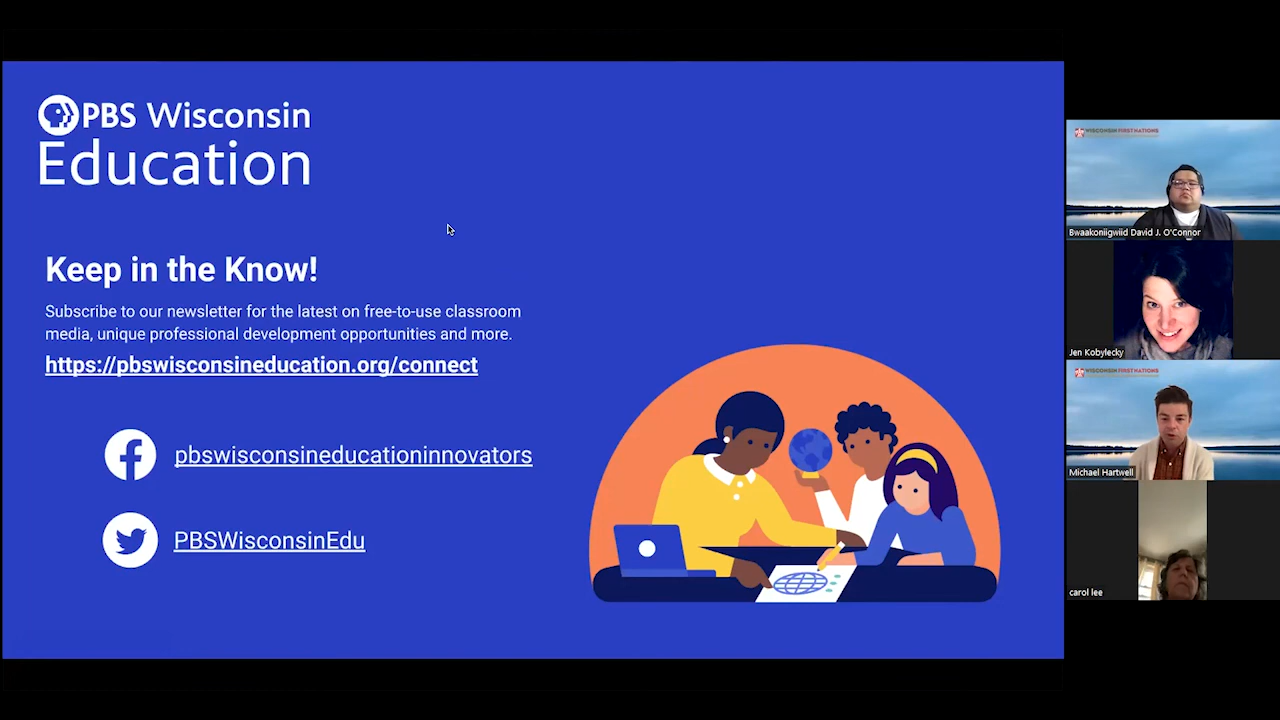 PBS Wisconsin
Education
Keep in the Know!
Subscribe to our newsletter for the latest on free-to-use classroom
media, unique professional development opportunities and more.
https://pbswisconsineducation.org/connect
pbswisconsineducationinnovators
PBSWisconsinEdu
WISCONSIN FIRST NATIONS
Bwaakoniigwiid David J. O'Connor
Jen Kobylecky
WISCONSIN FIRST NATIONS
Michael Hartwell
carol lee